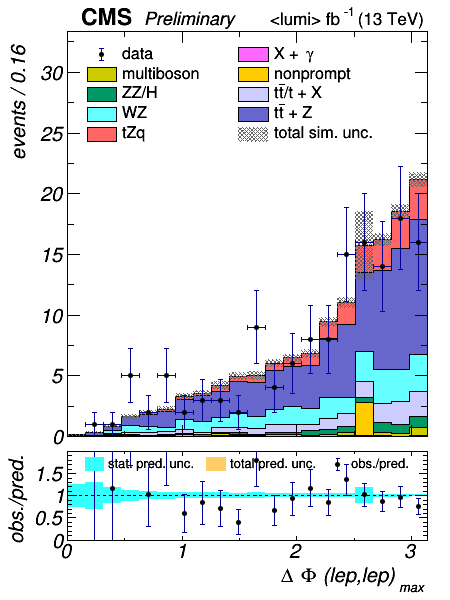 CMS Preliminary <lumi> fb⁻¹ (13 TeV)
events / 0.16
data
multiboson
ZZ/H
WZ
tZq
X + γ
nonprompt
tt̄/t + X
tt̄ + Z
total sim. unc.
30
25
20
15
10
5
0
obs./pred.
stat. pred. unc. total pred. unc. obs./pred.
1.5
1
0.5
0
0 1 2 3
Δ Φ (lep,lep) max